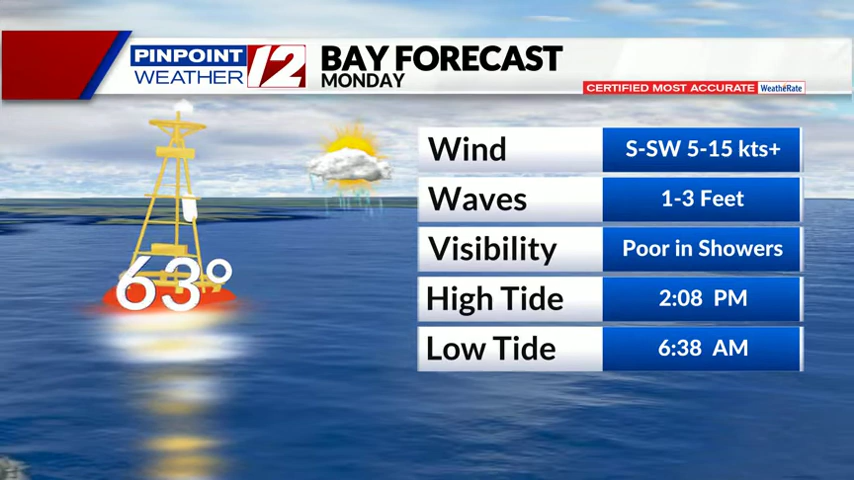 PINPOINT
WEATHER 12
BAY FORECAST
MONDAY
CERTIFIED MOST ACCURATE WeatheRate
63°
Wind S-SW 5-15 kts+
Waves 1-3 Feet
Visibility Poor in Showers
High Tide 2:08 PM
Low Tide 6:38 AM